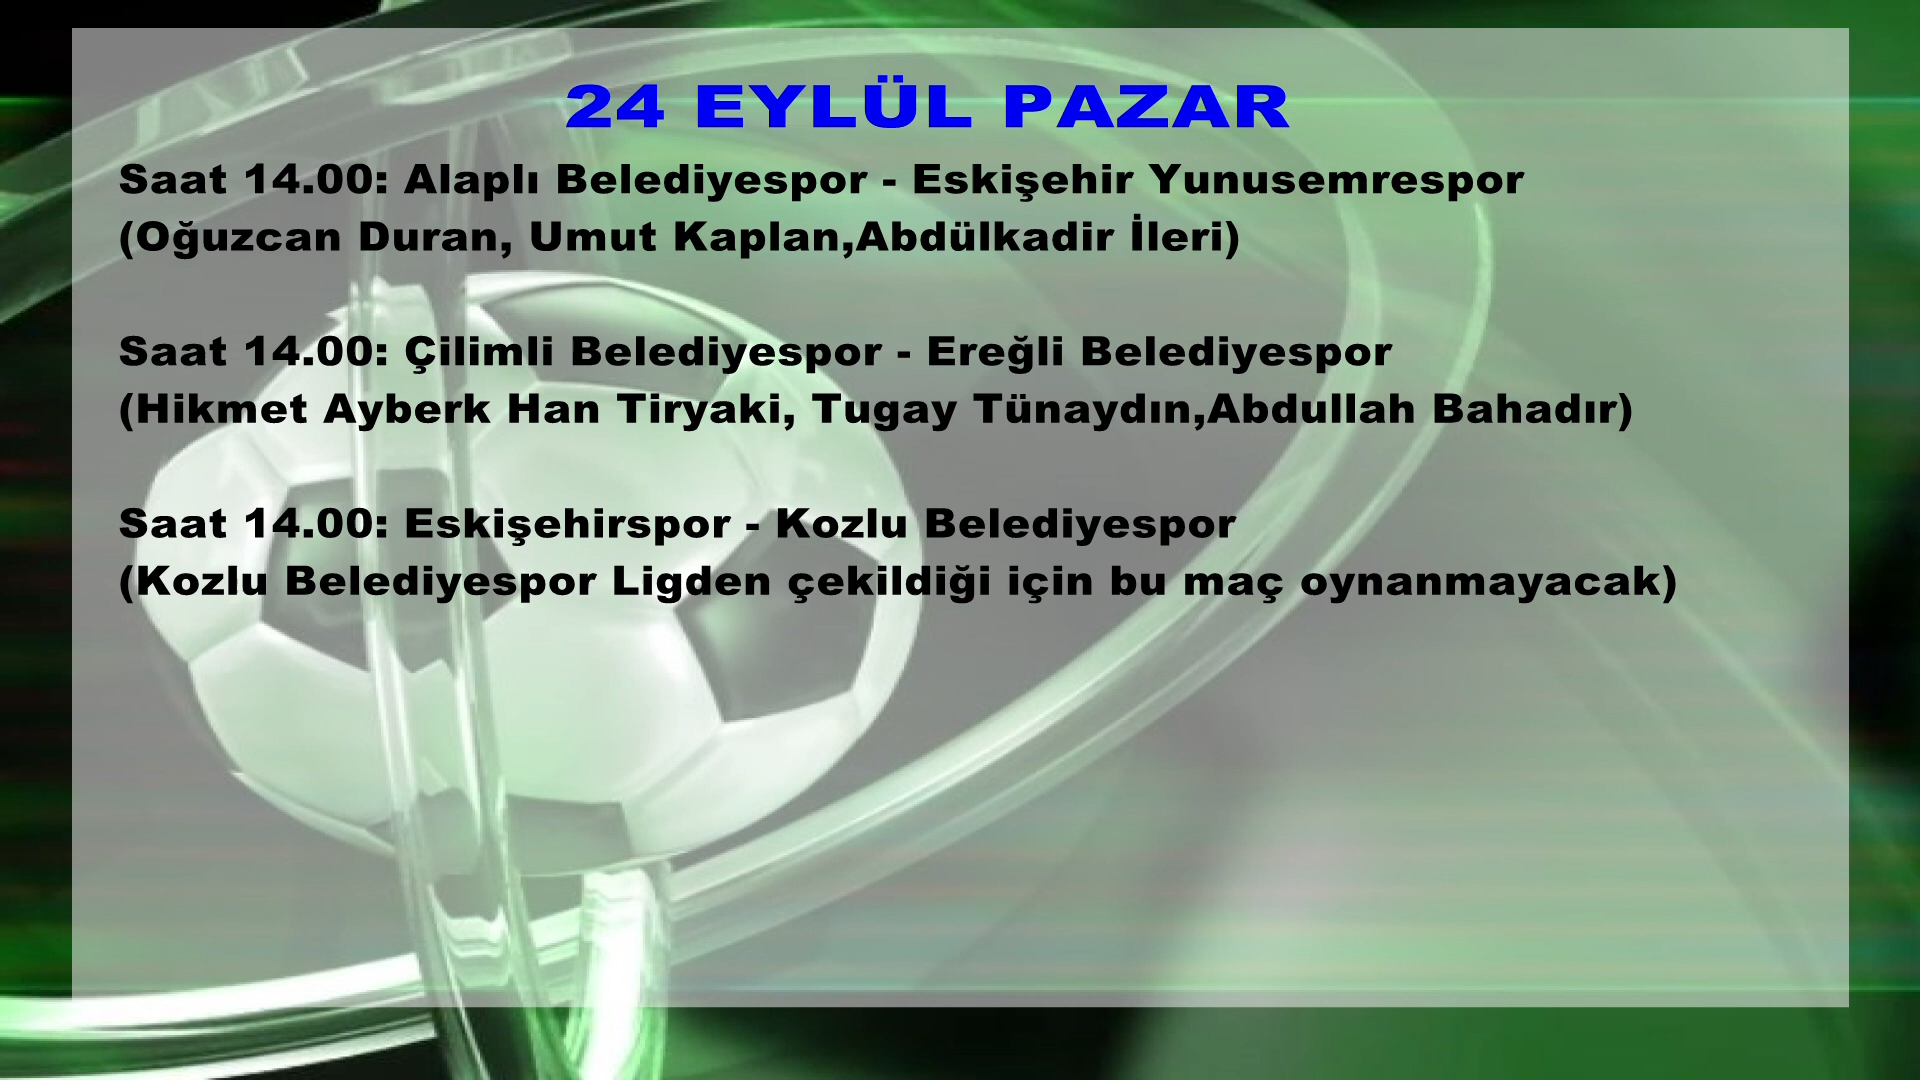 24 EYLÜL PAZAR
Saat 14.00: Alaplı Belediyespor - Eskişehir Yunusemrespor
(Oğuzcan Duran, Umut Kaplan,Abdülkadir İleri)
Saat 14.00: Çilimli Belediyespor - Ereğli Belediyespor
(Hikmet Ayberk Han Tiryaki, Tugay Tünaydın,Abdullah Bahadır)
Saat 14.00: Eskişehirspor - Kozlu Belediyespor
(Kozlu Belediyespor Ligden çekildiği için bu maç oynanmayacak)